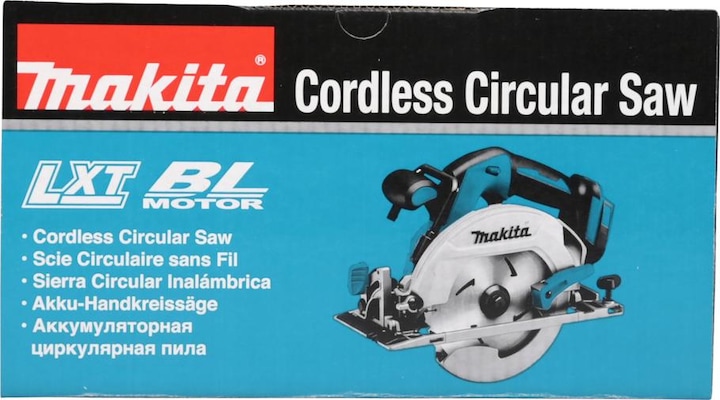 makita®
Cordless Circular Saw
LXT BL
MOTOR
· Cordless Circular Saw
· Scie Circulaire sans Fil
· Sierra Circular Inalámbrica
· Akku-Handkreissäge
· Аккумуляторная
циркулярная пила
makita